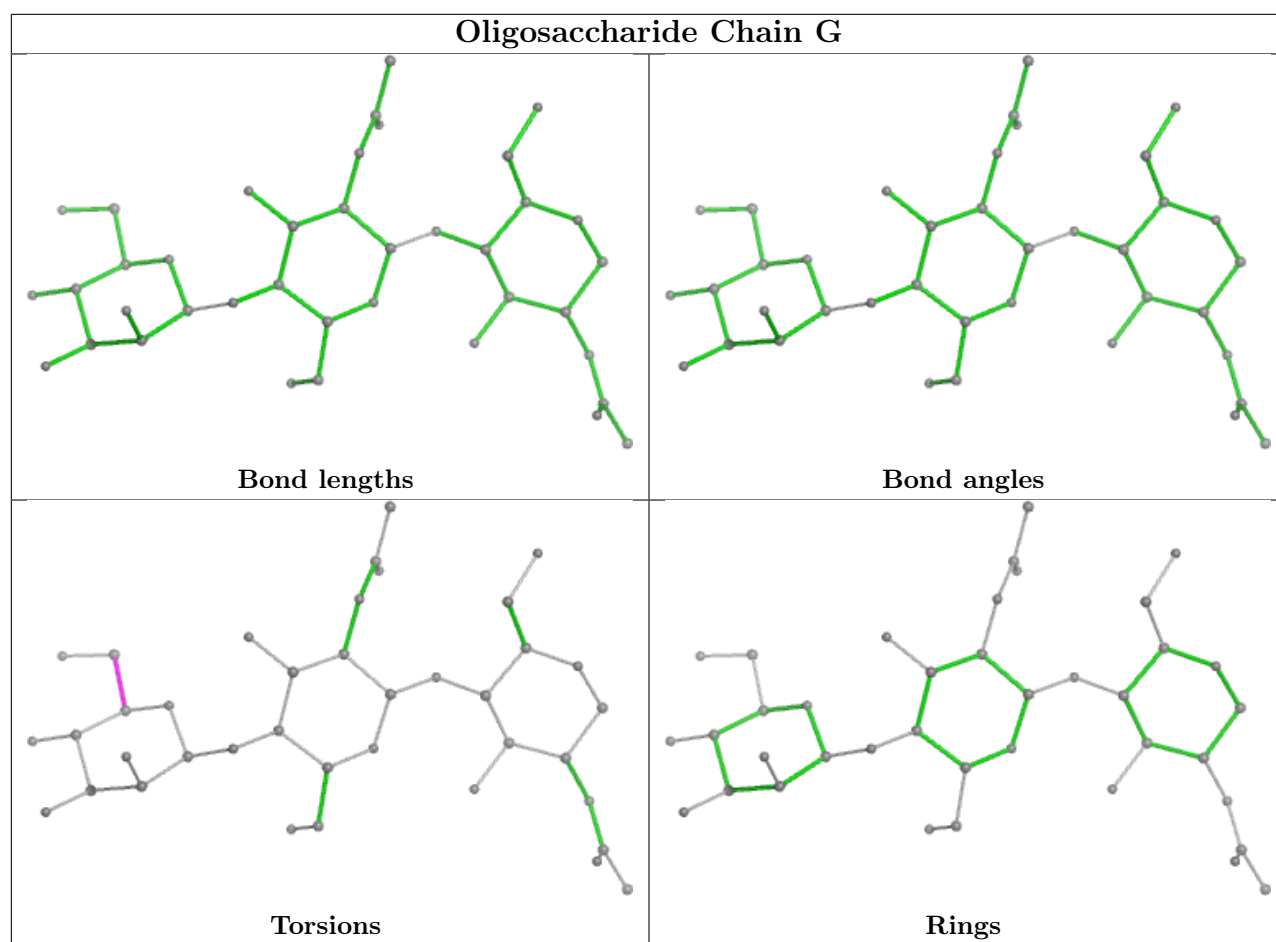 Oligosaccharide Chain G
Bond lengths
Bond angles
Torsions
Rings